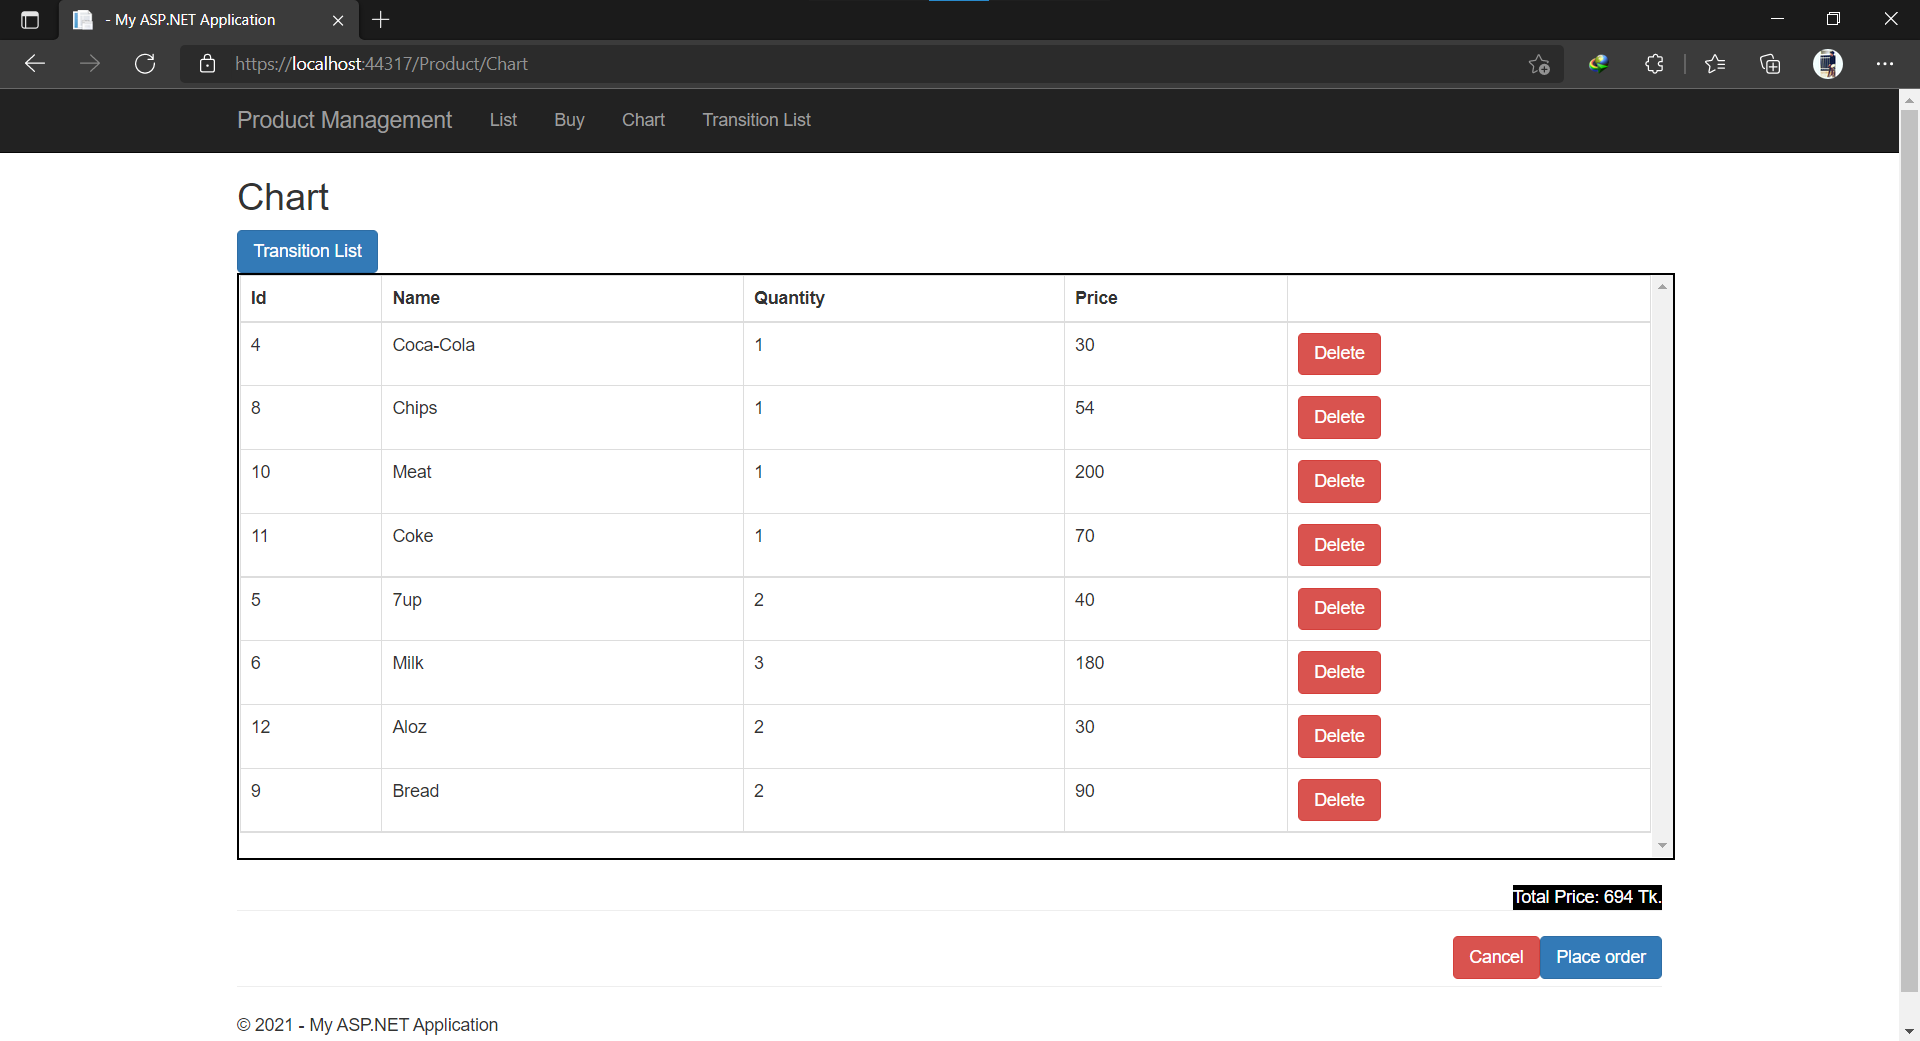 - My ASP.NET Application
https://localhost:44317/Product/Chart
Product Management List Buy Chart Transition List
Chart
Transition List
Id Name Quantity Price
4 Coca-Cola 1 30 Delete
8 Chips 1 54 Delete
10 Meat 1 200 Delete
11 Coke 1 70 Delete
5 7up 2 40 Delete
6 Milk 3 180 Delete
12 Aloz 2 30 Delete
9 Bread 2 90 Delete
Total Price: 694 Tk.
Cancel Place order
© 2021 - My ASP.NET Application